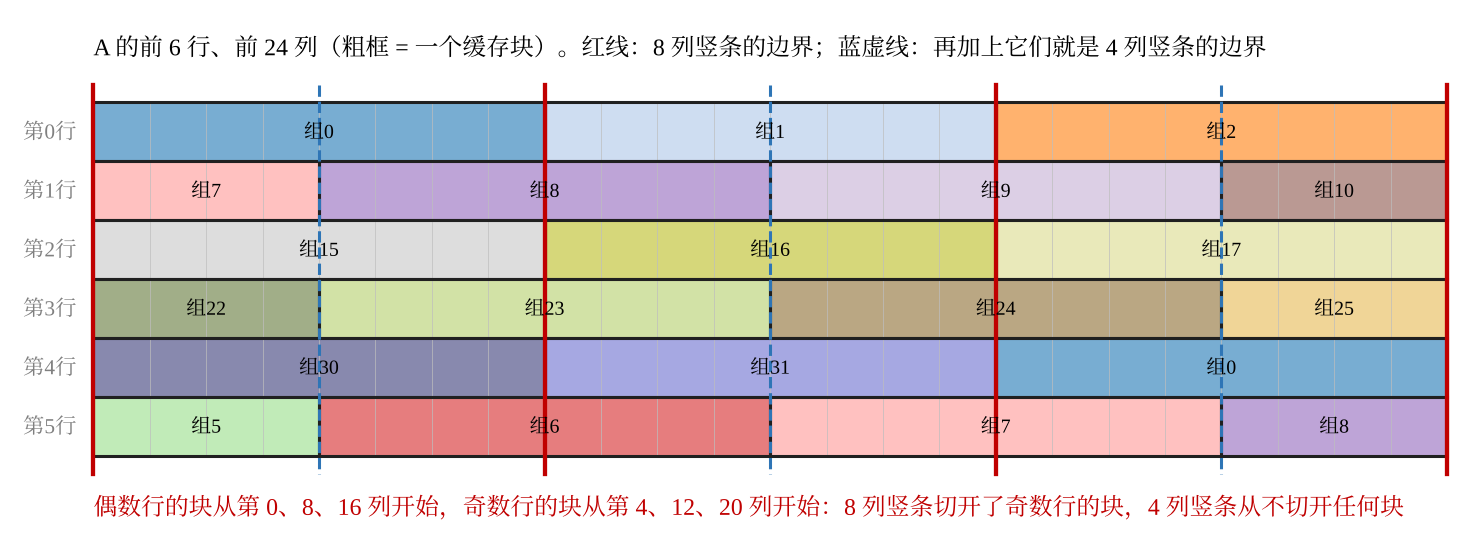 A 的前 6 行、前 24 列（粗框 = 一个缓存块）。红线：8 列竖条的边界；蓝虚线：再加上它们就是 4 列竖条的边界
第0行 组0 组1 组2
第1行 组7 组8 组9 组10
第2行 组15 组16 组17
第3行 组22 组23 组24 组25
第4行 组30 组31 组0
第5行 组5 组6 组7 组8
偶数行的块从第 0、8、16 列开始，奇数行的块从第 4、12、20 列开始：8 列竖条切开了奇数行的块，4 列竖条从不切开任何块